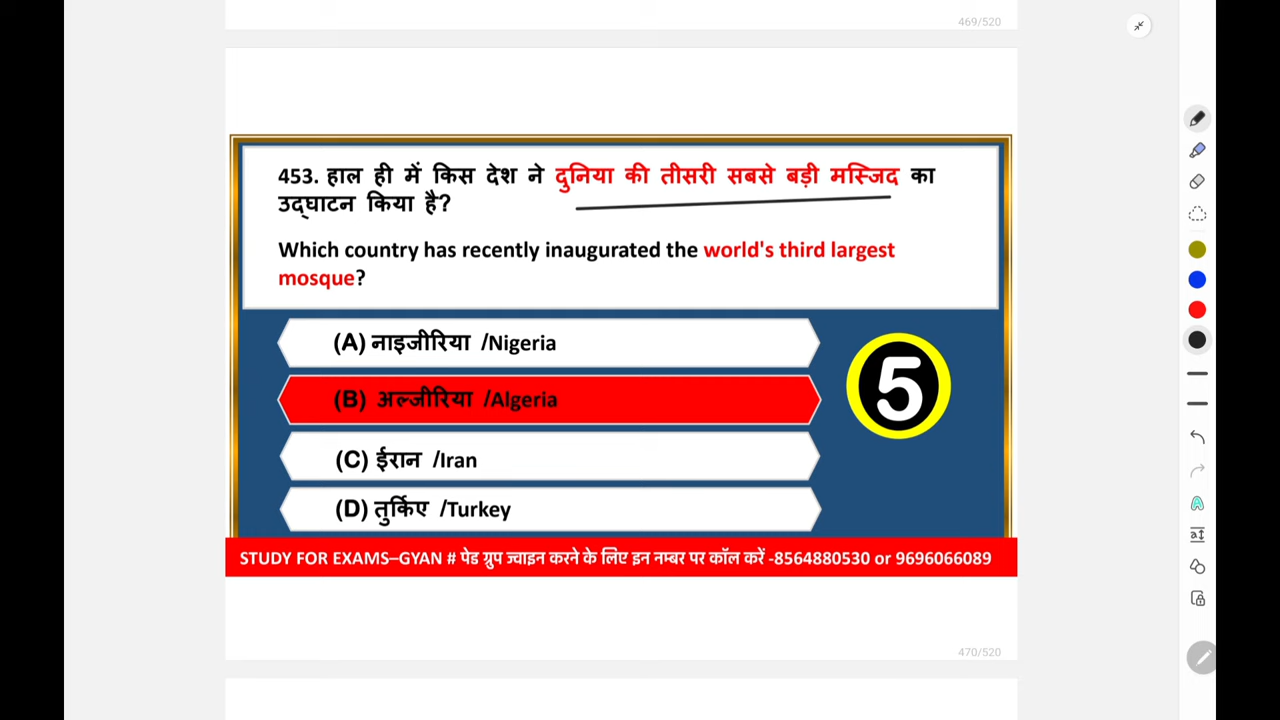 469/520
453. हाल ही में किस देश ने दुनिया की तीसरी सबसे बड़ी मस्जिद का
उद्घाटन किया है?
Which country has recently inaugurated the world's third largest
mosque?
(A) नाइजीरिया /Nigeria
(B) अल्जीरिया /Algeria
5
(C) ईरान /Iran
(D) तुर्किए /Turkey
STUDY FOR EXAMS–GYAN # पेड ग्रुप ज्वाइन करने के लिए इन नम्बर पर कॉल करें -8564880530 or 9696066089
470/520